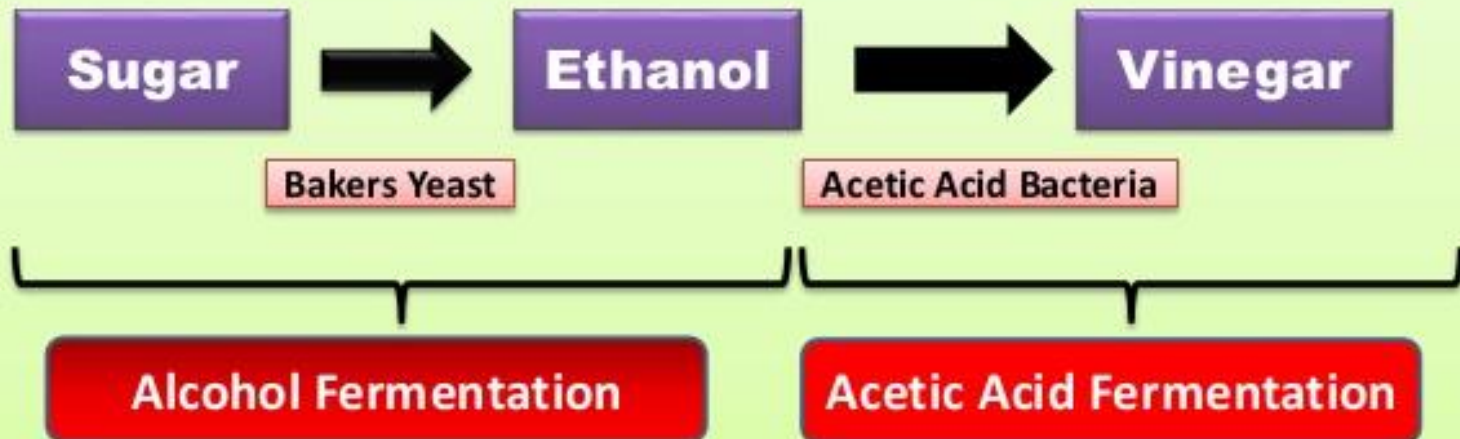 Sugar
Ethanol
Vinegar
Bakers Yeast
Acetic Acid Bacteria
Alcohol Fermentation
Acetic Acid Fermentation